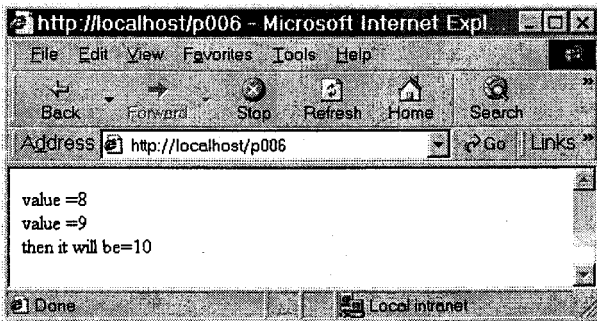 http://localhost/p006 - Microsoft Internet Expl...
File Edit View Favorites Tools Help
Back Forward Stop Refresh Home Search »
Address http://localhost/p006 Go Links »
value =8
value =9
then it will be=10
Done Local intranet